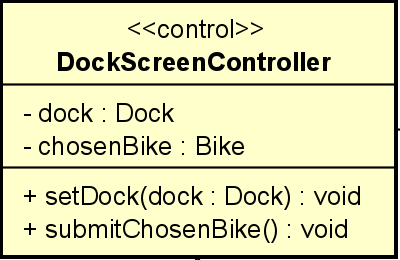 <<control>>
DockScreenController
- dock : Dock
- chosenBike : Bike
+ setDock(dock : Dock) : void
+ submitChosenBike() : void